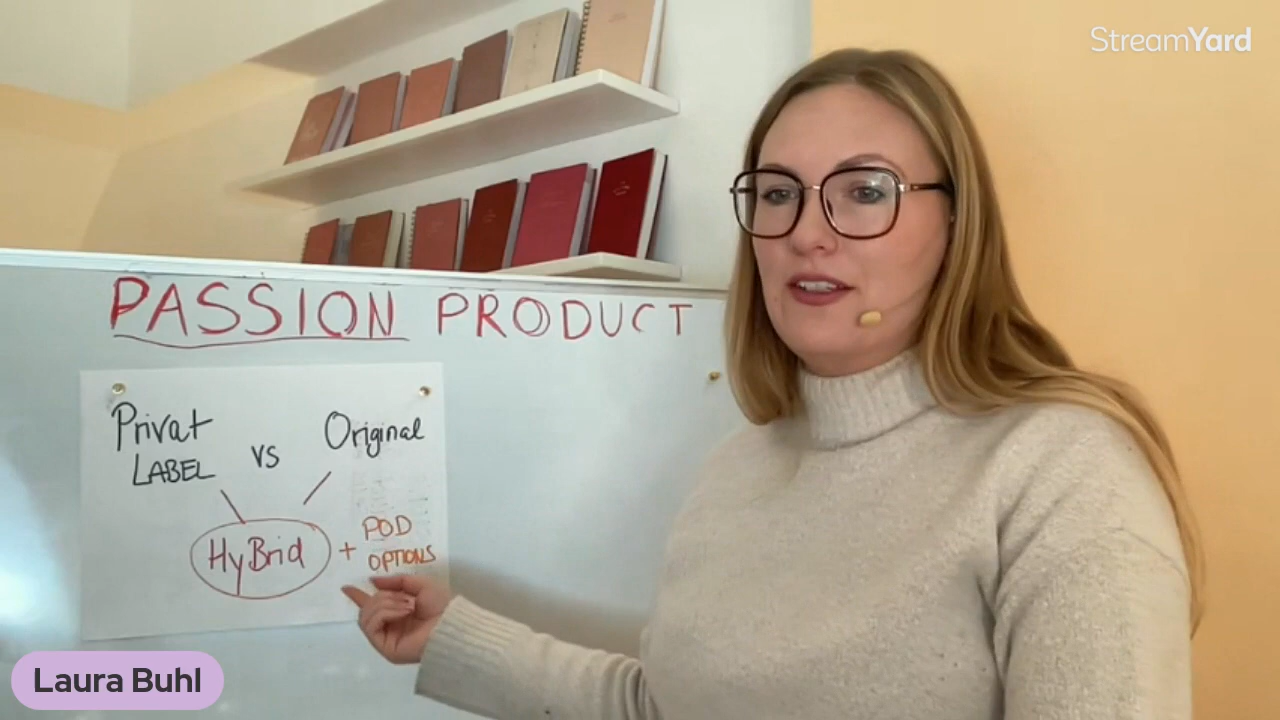 StreamYard
PASSION PRODUCT
Privat
LABEL
vs
Original
HyBrid
+
POD
OPTIONS
Laura Buhl